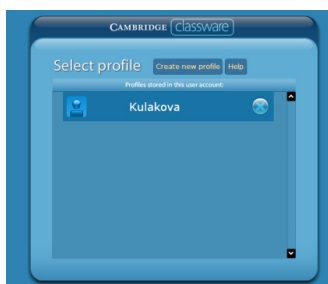 CAMBRIDGE Classware
Select profile Create new profile Help
Profiles stored in this user account:
Kulakova